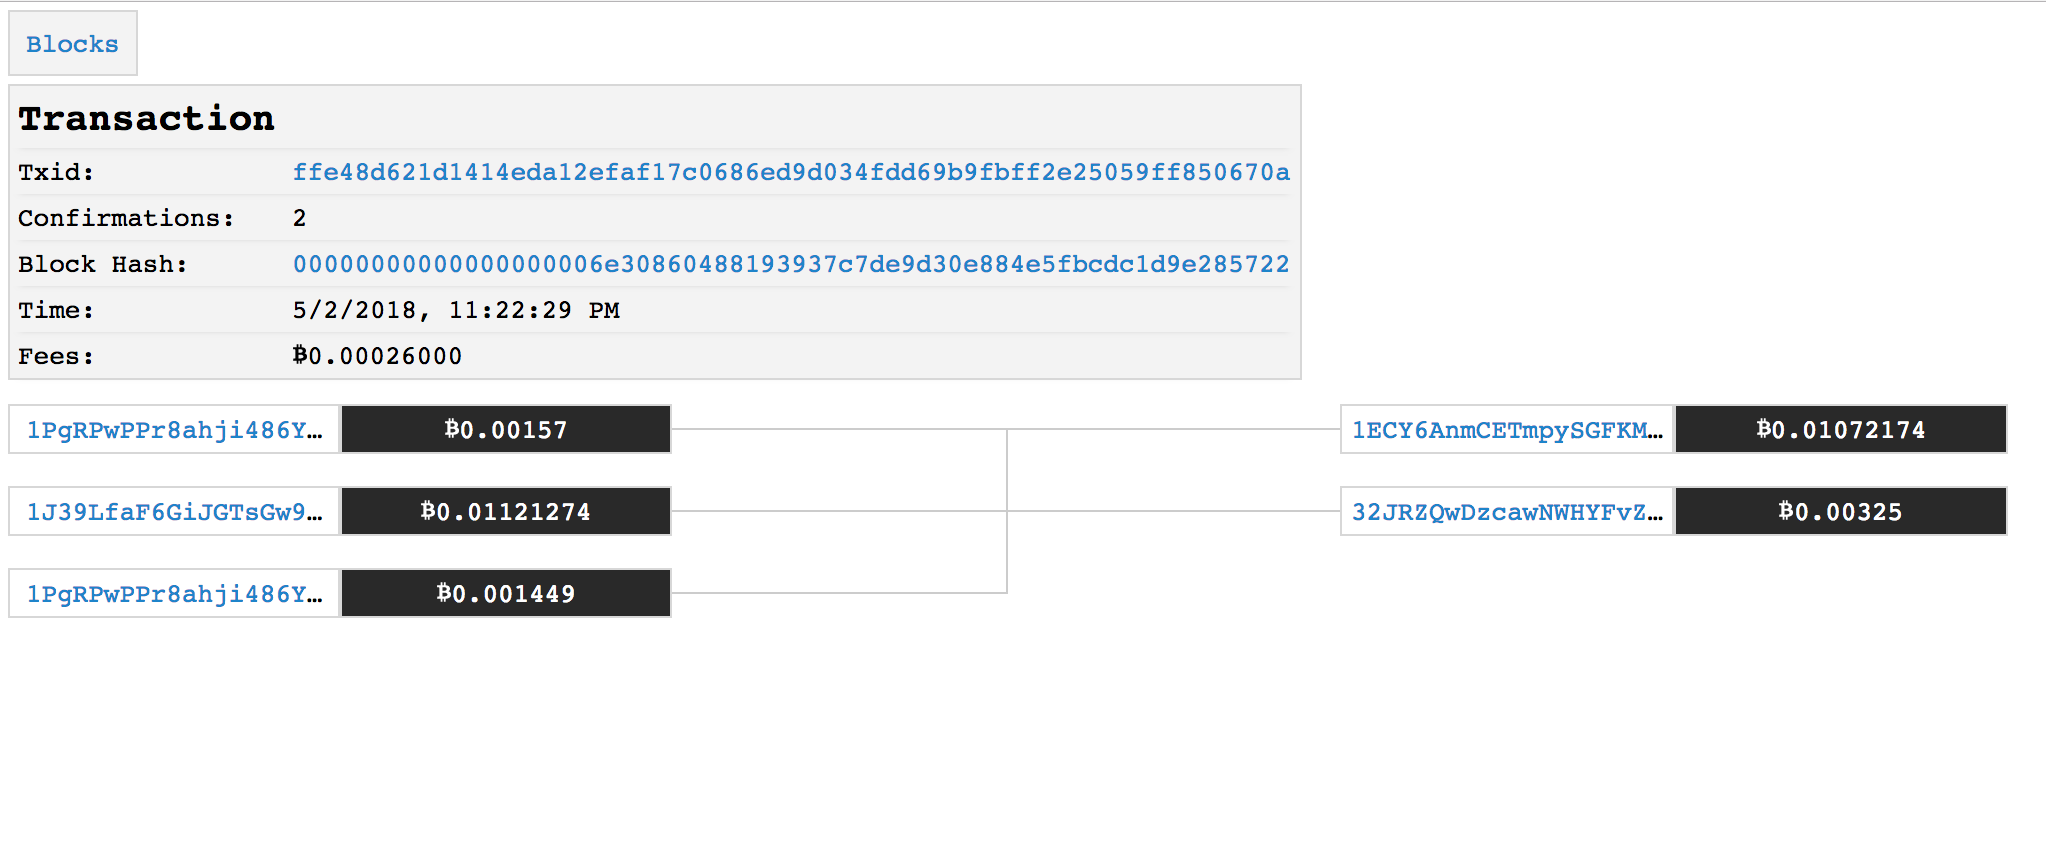 Blocks
Transaction
Txid: ffe48d621d1414eda12efaf17c0686ed9d034fdd69b9fbff2e25059ff850670a
Confirmations: 2
Block Hash: 00000000000000000006e30860488193937c7de9d30e884e5fbcdc1d9e285722
Time: 5/2/2018, 11:22:29 PM
Fees: ₿0.00026000
1PgRPwPPr8ahji486Y… ₿0.00157 1ECY6AnmCETmpySGFKM… ₿0.01072174
1J39LfaF6GiJGTsGw9… ₿0.01121274 32JRZQwDzcawNWHYFvZ… ₿0.00325
1PgRPwPPr8ahji486Y… ₿0.001449